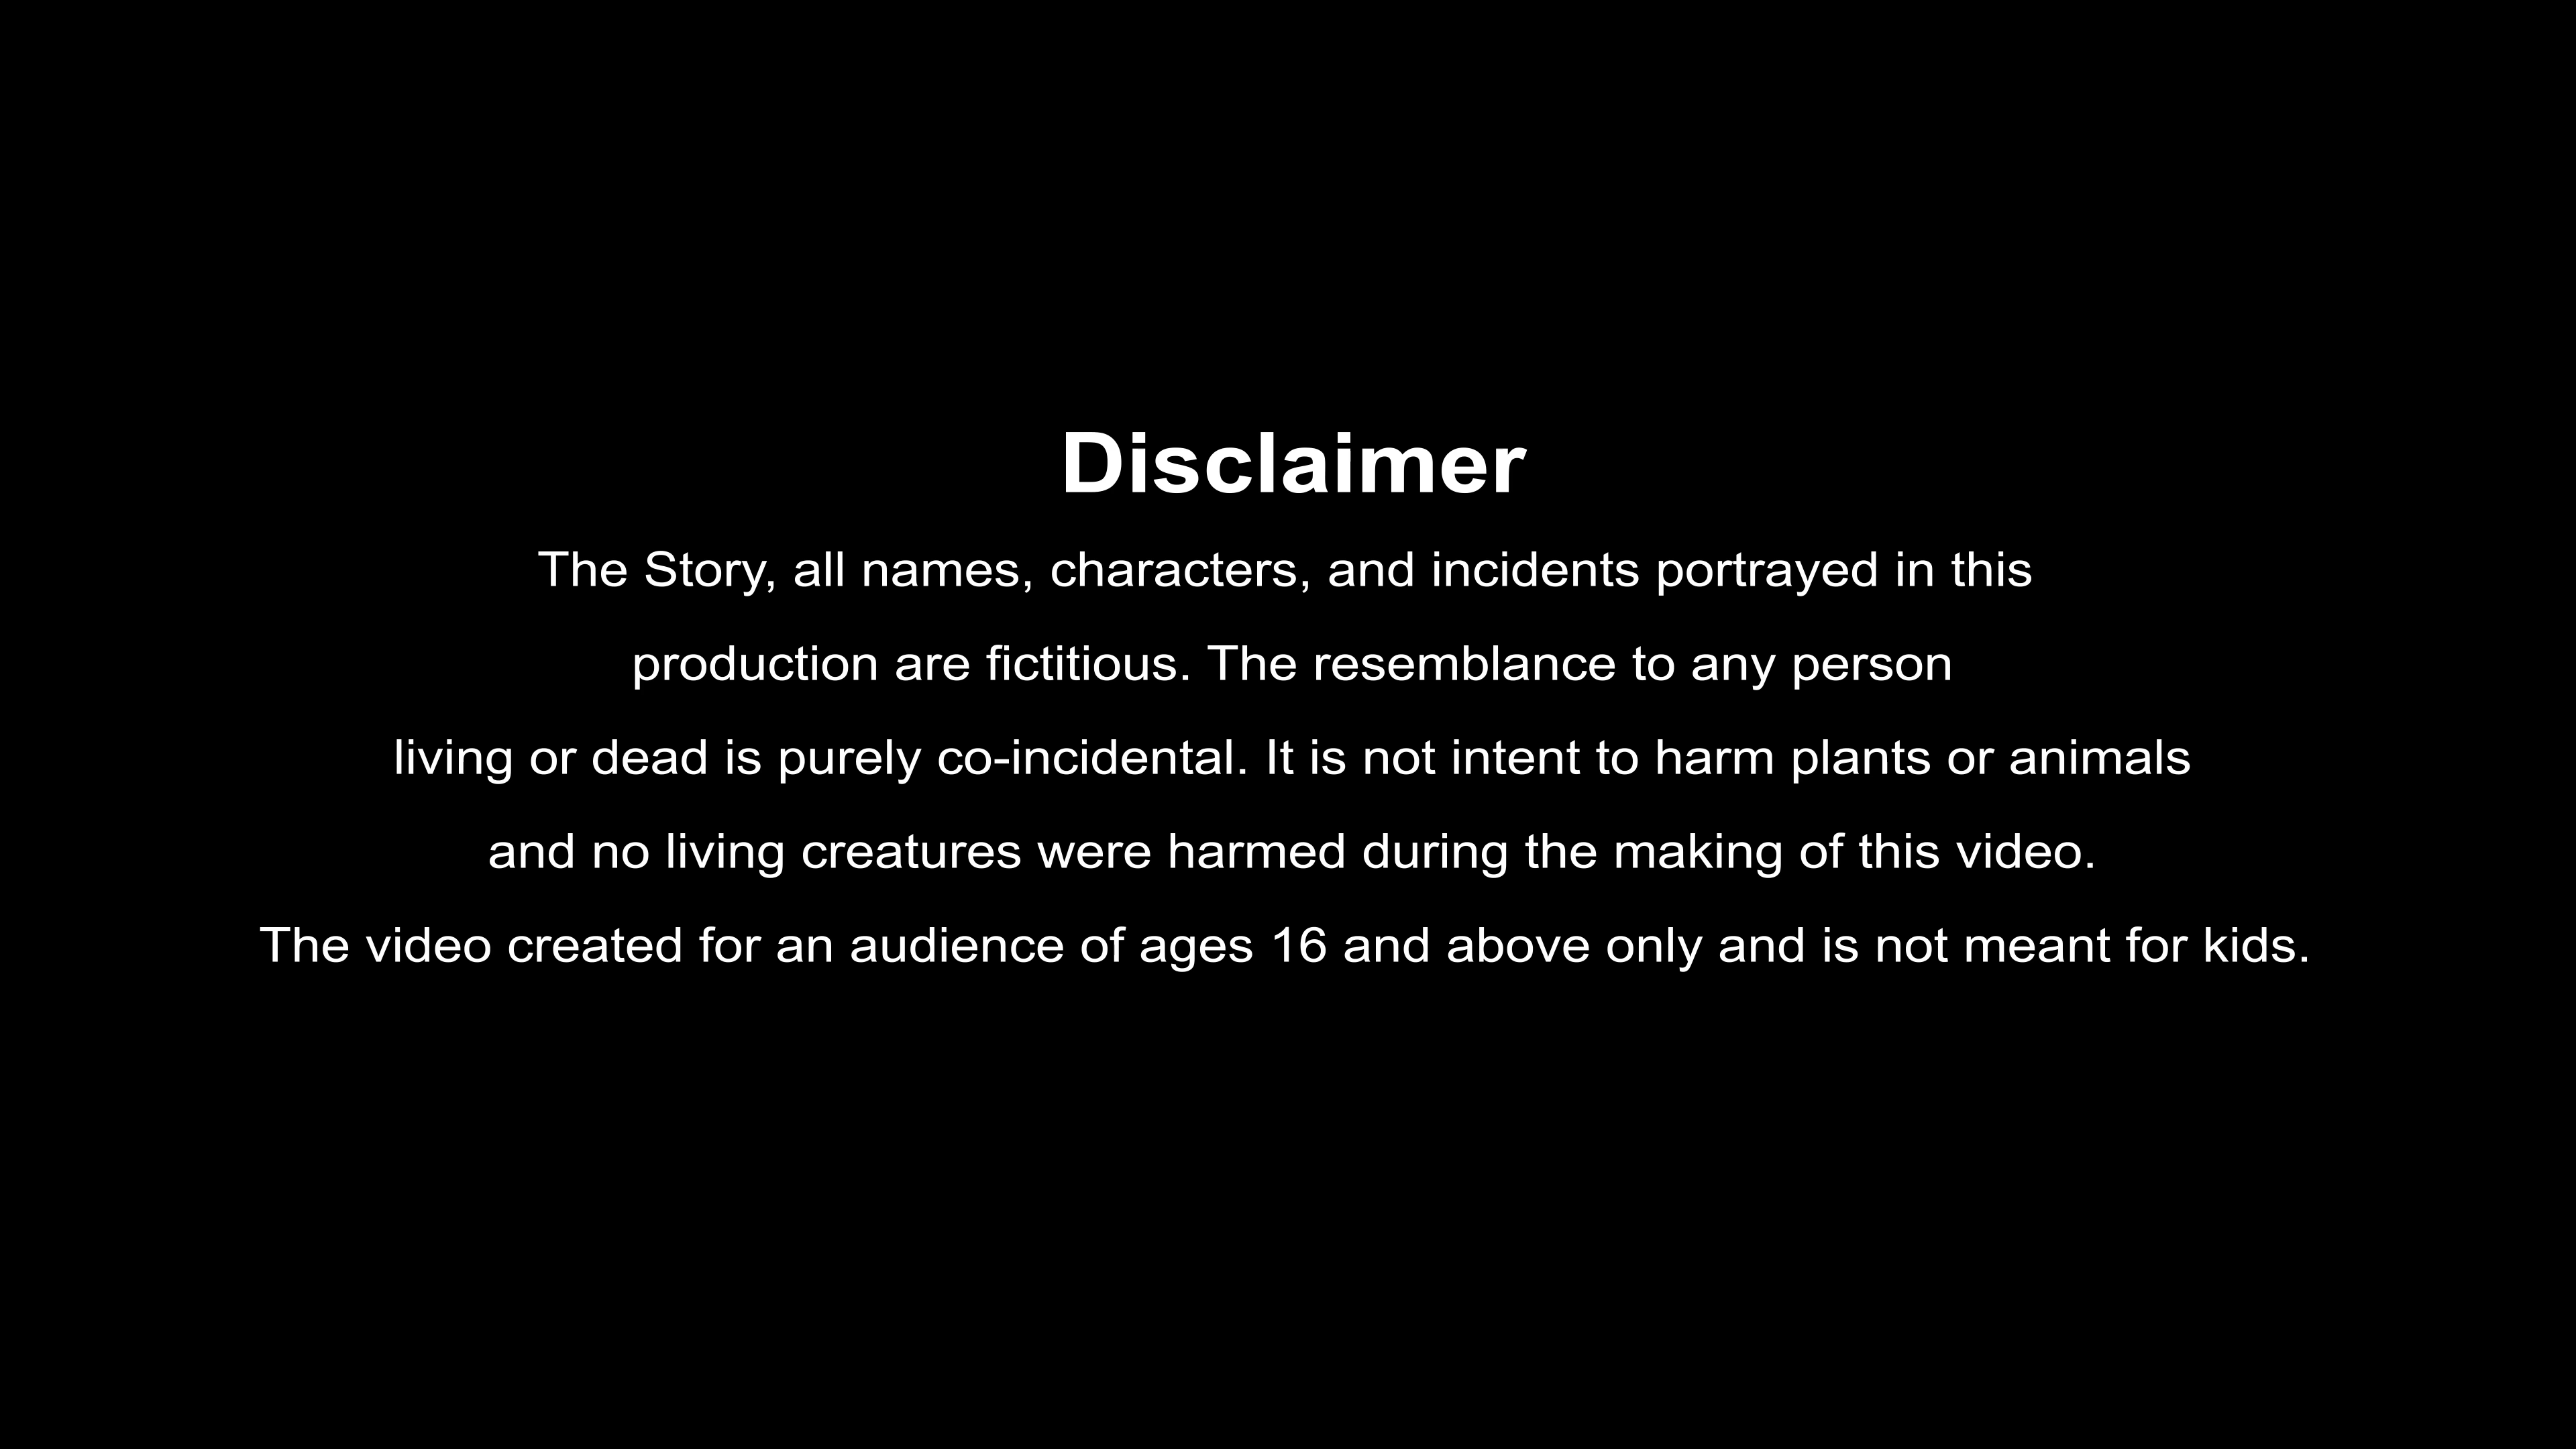 Disclaimer
The Story, all names, characters, and incidents portrayed in this
production are fictitious. The resemblance to any person
living or dead is purely co-incidental. It is not intent to harm plants or animals
and no living creatures were harmed during the making of this video.
The video created for an audience of ages 16 and above only and is not meant for kids.